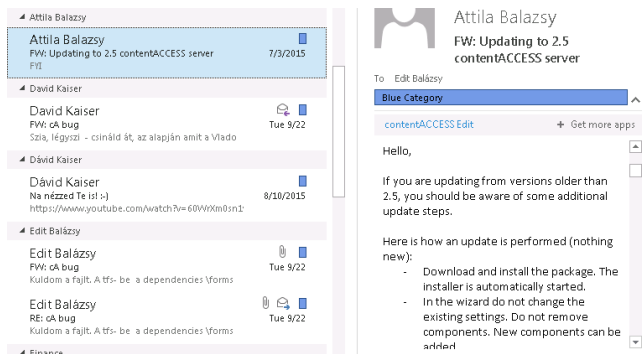 Attila Balazsy
Attila Balazsy
FW: Updating to 2.5 contentACCESS server 7/3/2015
FYI
David Kaiser
David Kaiser
FW: cA bug Tue 9/22
Szia, légyszi - csináld át, az alapján amit a Vlado
Dávid Kaiser
Dávid Kaiser
Na nézzed Te is! :-) 8/10/2015
https://www.youtube.com/watch?v=60WrXm0sn1
Edit Balázsy
Edit Balázsy
FW: cA bug Tue 9/22
Kuldom a fajlt. A tfs- be a dependencies \forms
Edit Balázsy
RE: cA bug Tue 9/22
Kuldom a fajlt. A tfs- be a dependencies \forms
Finance
Attila Balazsy
FW: Updating to 2.5
contentACCESS server
To Edit Balázsy
Blue Category
contentACCESS Edit + Get more apps
Hello,
If you are updating from versions older than
2.5, you should be aware of some additional
update steps.
Here is how an update is performed (nothing
new):
- Download and install the package. The
installer is automatically started.
- In the wizard do not change the
existing settings. Do not remove
components. New components can be
added